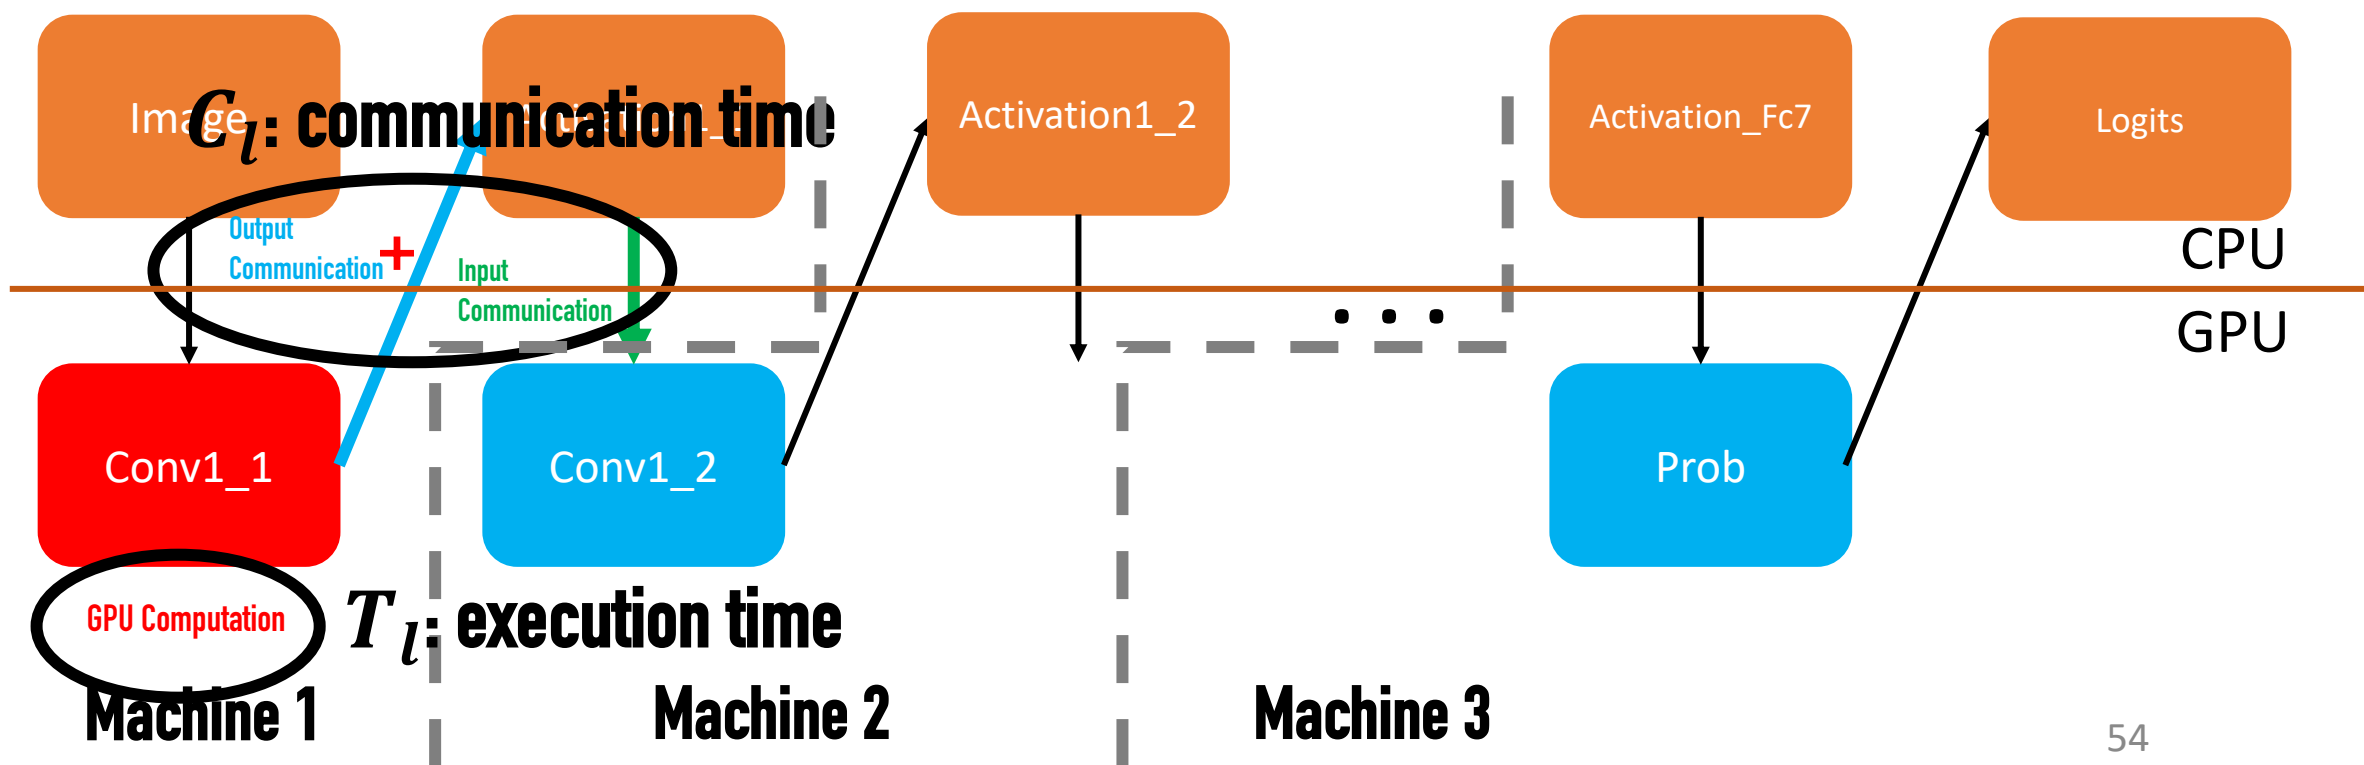 Image
C_l: communication time
Activation1_2
Activation_Fc7
Logits
Output
Communication
+
Input
Communication
CPU
GPU
. . .
Conv1_1
Conv1_2
Prob
GPU Computation
T_l: execution time
Machine 1
Machine 2
Machine 3
54